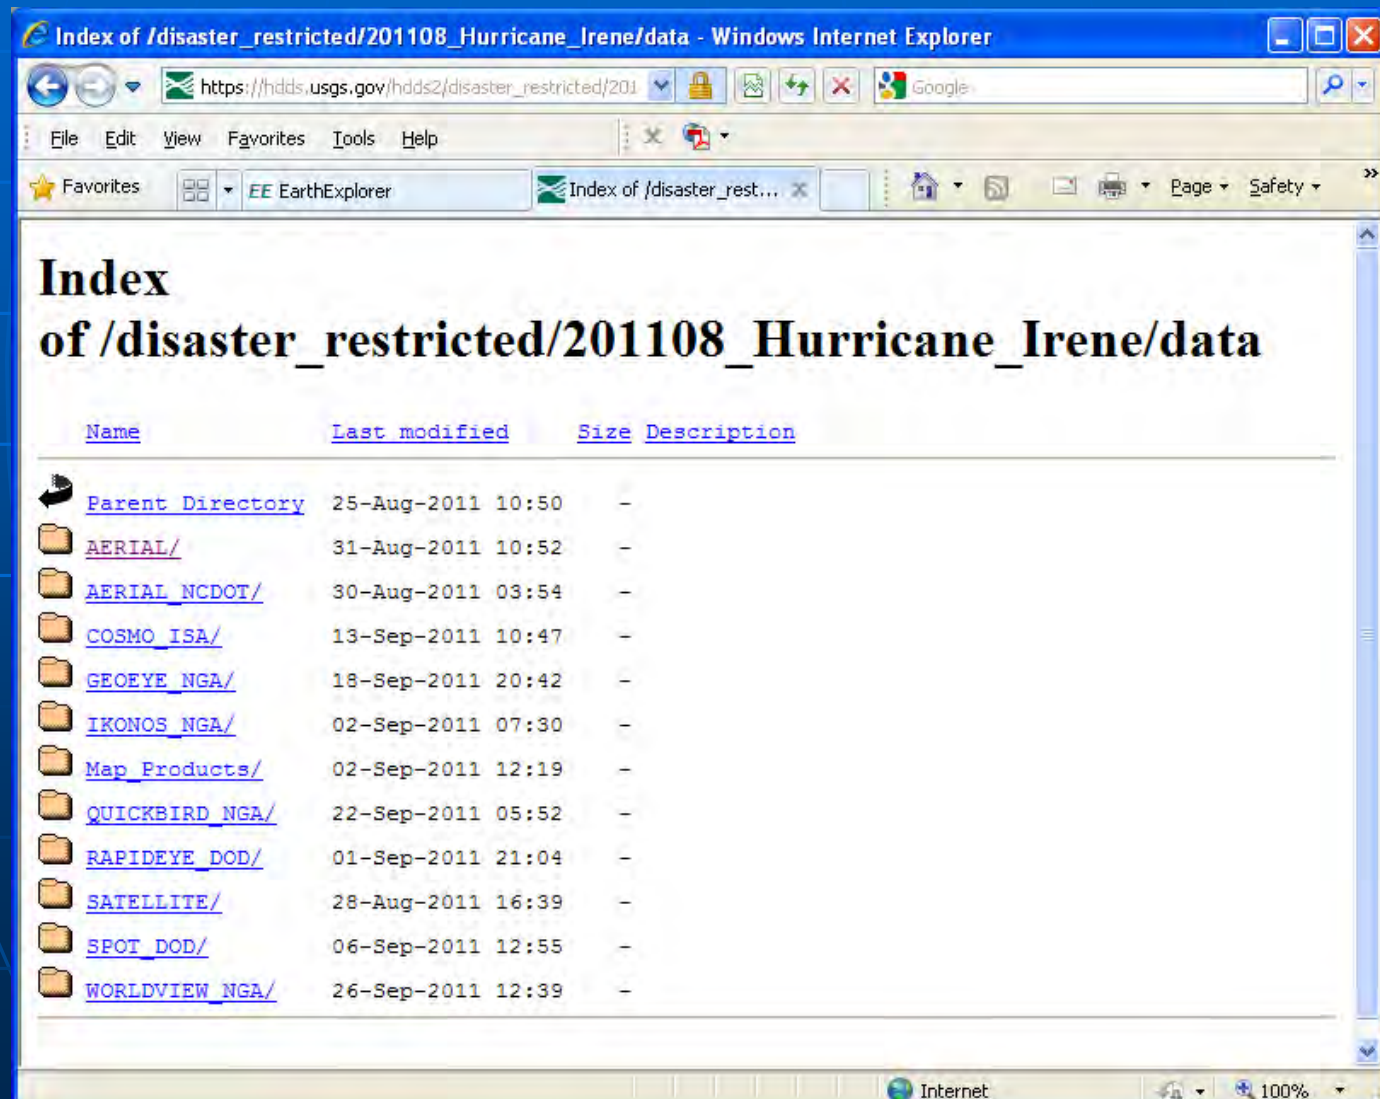 Index of /disaster_restricted/201108_Hurricane_Irene/data - Windows Internet Explorer
https://hdds.usgs.gov/hdds2/disaster_restricted/201
Google
File Edit View Favorites Tools Help
Favorites
EE EarthExplorer
Index of /disaster_rest...
Page Safety
Index
of /disaster_restricted/201108_Hurricane_Irene/data
Name Last modified Size Description
Parent Directory 25-Aug-2011 10:50 -
AERIAL/ 31-Aug-2011 10:52 -
AERIAL_NCDOT/ 30-Aug-2011 03:54 -
COSMO_ISA/ 13-Sep-2011 10:47 -
GEOEYE_NGA/ 18-Sep-2011 20:42 -
IKONOS_NGA/ 02-Sep-2011 07:30 -
Map_Products/ 02-Sep-2011 12:19 -
QUICKBIRD_NGA/ 22-Sep-2011 05:52 -
RAPIDEYE_DOD/ 01-Sep-2011 21:04 -
SATELLITE/ 28-Aug-2011 16:39 -
SPOT_DOD/ 06-Sep-2011 12:55 -
WORLDVIEW_NGA/ 26-Sep-2011 12:39 -
Internet 100%